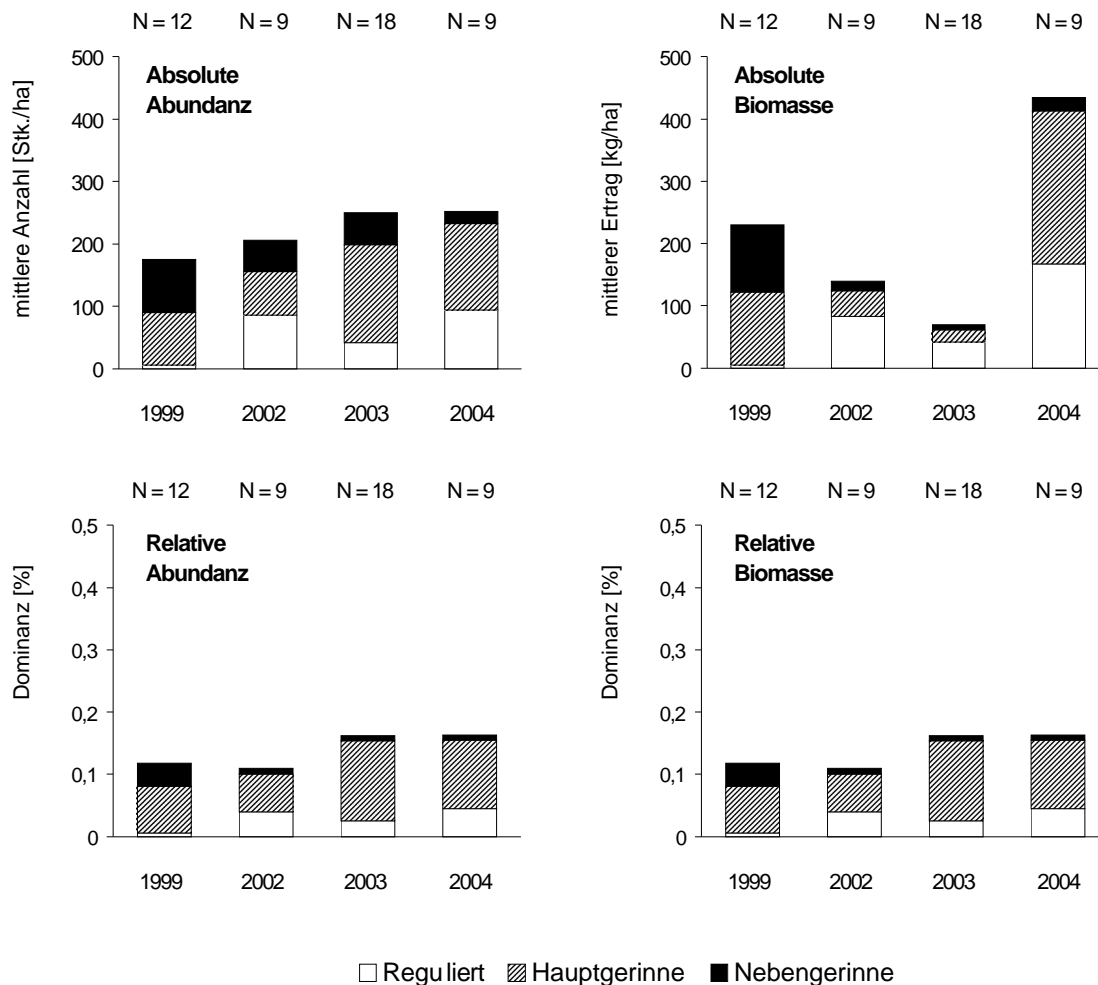 N = 12 N = 9 N = 18 N = 9
Absolute
Abundanz
mittlere Anzahl [Stk./ha]
500
400
300
200
100
0
1999 2002 2003 2004
N = 12 N = 9 N = 18 N = 9
Absolute
Biomasse
mittlerer Ertrag [kg/ha]
500
400
300
200
100
0
1999 2002 2003 2004
N = 12 N = 9 N = 18 N = 9
Relative
Abundanz
Dominanz [%]
0,5
0,4
0,3
0,2
0,1
0
1999 2002 2003 2004
N = 12 N = 9 N = 18 N = 9
Relative
Biomasse
Dominanz [%]
0,5
0,4
0,3
0,2
0,1
0
1999 2002 2003 2004
Reguliert Hauptgerinne Nebengerinne